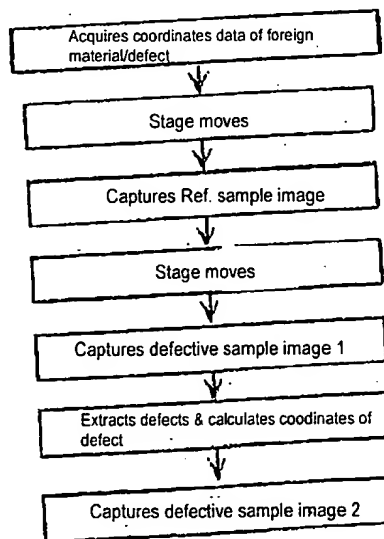 Acquires coordinates data of foreign
material/defect
Stage moves
Captures Ref. sample image
Stage moves
Captures defective sample image 1
Extracts defects & calculates coodinates of
defect
Captures defective sample image 2